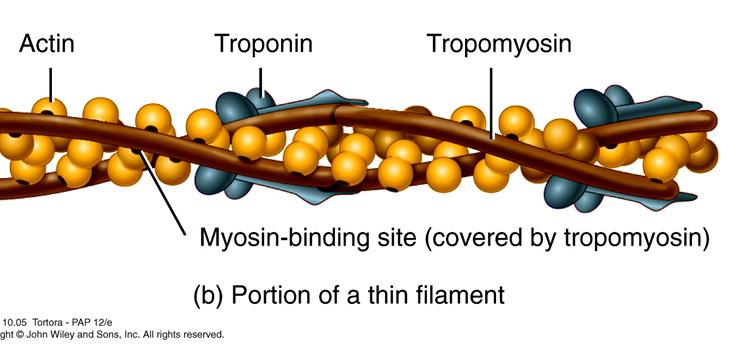 Actin
Troponin
Tropomyosin
Myosin-binding site (covered by tropomyosin)
(b) Portion of a thin filament
10.05 Tortora - PAP 12/e
ght © John Wiley and Sons, Inc. All rights reserved.